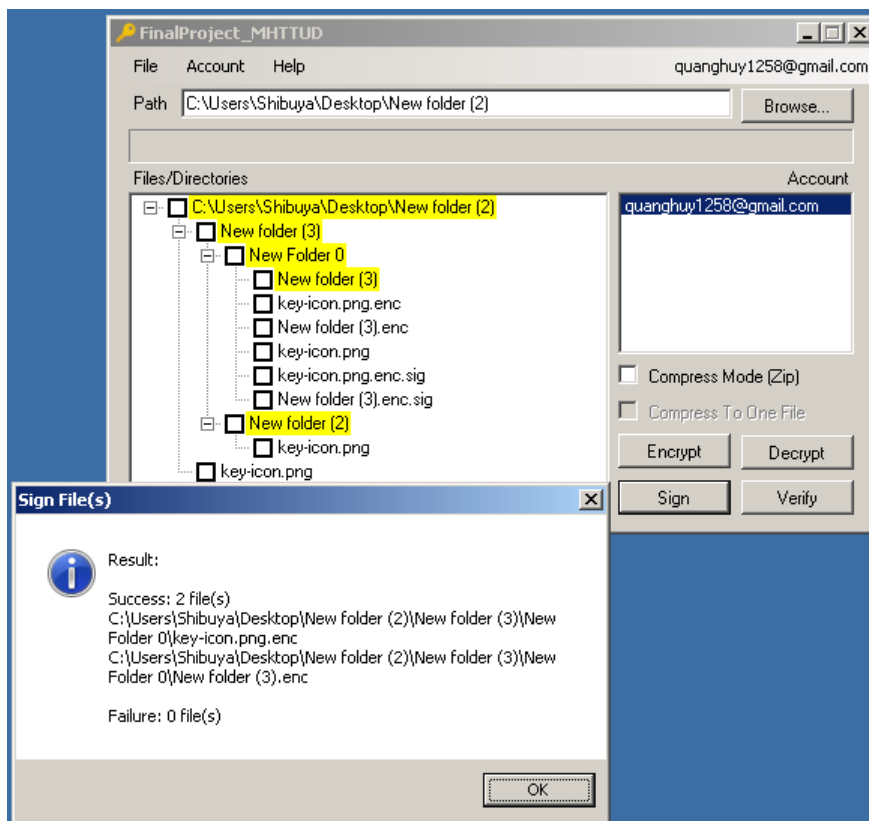 FinalProject_MHTTUD
File Account Help quanghuy1258@gmail.com
Path C:\Users\Shibuya\Desktop\New folder (2) Browse...
Files/Directories Account
C:\Users\Shibuya\Desktop\New folder (2) quanghuy1258@gmail.com
New folder (3)
New Folder 0
New folder (3)
key-icon.png.enc
New folder (3).enc
key-icon.png
key-icon.png.enc.sig
New folder (3).enc.sig
New folder (2)
key-icon.png
key-icon.png
Compress Mode (Zip)
Compress To One File
Encrypt Decrypt
Sign Verify
Sign File(s)
Result:
Success: 2 file(s)
C:\Users\Shibuya\Desktop\New folder (2)\New folder (3)\New
Folder 0\key-icon.png.enc
C:\Users\Shibuya\Desktop\New folder (2)\New folder (3)\New
Folder 0\New folder (3).enc
Failure: 0 file(s)
OK